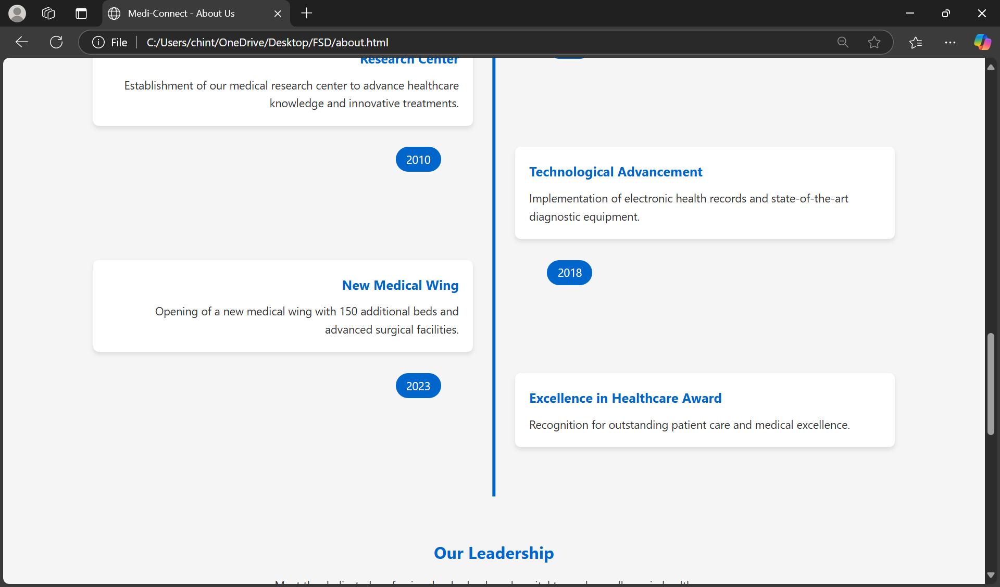 Medi-Connect - About Us
File
C:/Users/chint/OneDrive/Desktop/FSD/about.html
Research Center
Establishment of our medical research center to advance healthcare
knowledge and innovative treatments.
2010
Technological Advancement
Implementation of electronic health records and state-of-the-art
diagnostic equipment.
New Medical Wing
Opening of a new medical wing with 150 additional beds and
advanced surgical facilities.
2018
2023
Excellence in Healthcare Award
Recognition for outstanding patient care and medical excellence.
Our Leadership